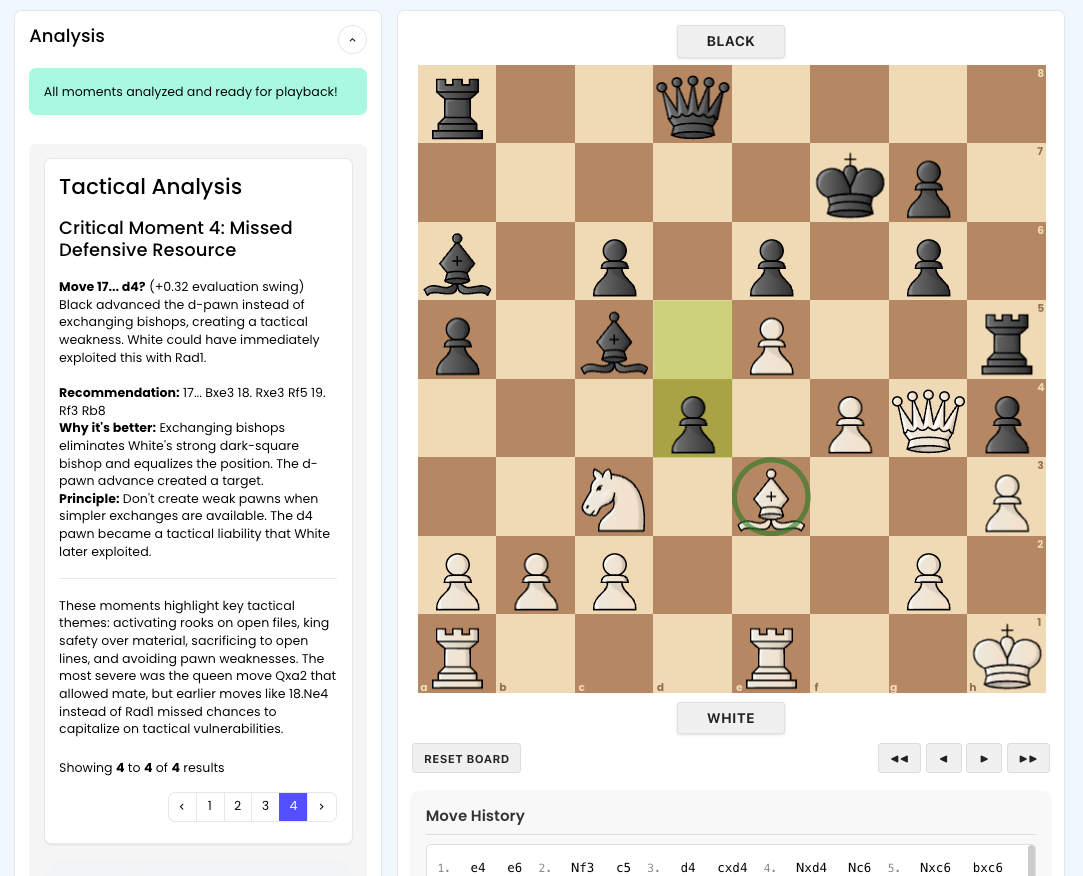 Analysis
All moments analyzed and ready for playback!
Tactical Analysis
Critical Moment 4: Missed
Defensive Resource
Move 17... d4? (+0.32 evaluation swing)
Black advanced the d-pawn instead of
exchanging bishops, creating a tactical
weakness. White could have immediately
exploited this with Rad1.
Recommendation: 17... Bxe3 18. Rxe3 Rf5 19.
Rf3 Rb8
Why it's better: Exchanging bishops
eliminates White's strong dark-square
bishop and equalizes the position. The d-
pawn advance created a target.
Principle: Don't create weak pawns when
simpler exchanges are available. The d4
pawn became a tactical liability that White
later exploited.
These moments highlight key tactical
themes: activating rooks on open files, king
safety over material, sacrificing to open
lines, and avoiding pawn weaknesses. The
most severe was the queen move Qxa2 that
allowed mate, but earlier moves like 18.Ne4
instead of Rad1 missed chances to
capitalize on tactical vulnerabilities.
Showing 4 to 4 of 4 results
‹ 1 2 3 4 ›
BLACK
8
7
6
5
4
3
2
1
a b c d e f g h
WHITE
RESET BOARD
Move History
1. e4 e6 2. Nf3 c5 3. d4 cxd4 4. Nxd4 Nc6 5. Nxc6 bxc6